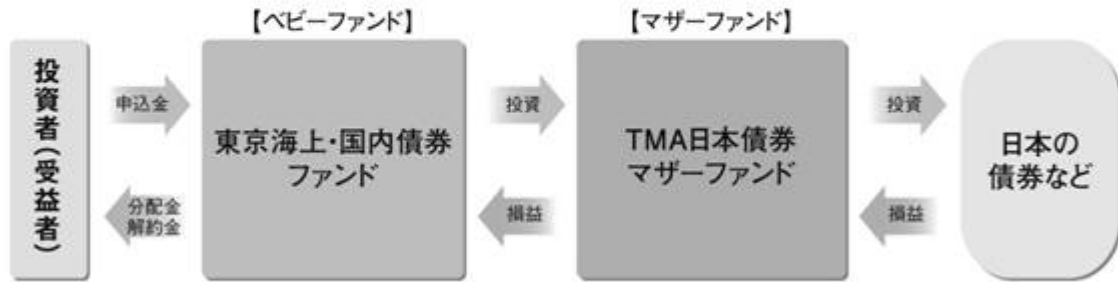 【ベビーファンド】
【マザーファンド】
投資者(受益者)
申込金
分配金
解約金
東京海上・国内債券
ファンド
投資
損益
TMA日本債券
マザーファンド
投資
損益
日本の
債券など